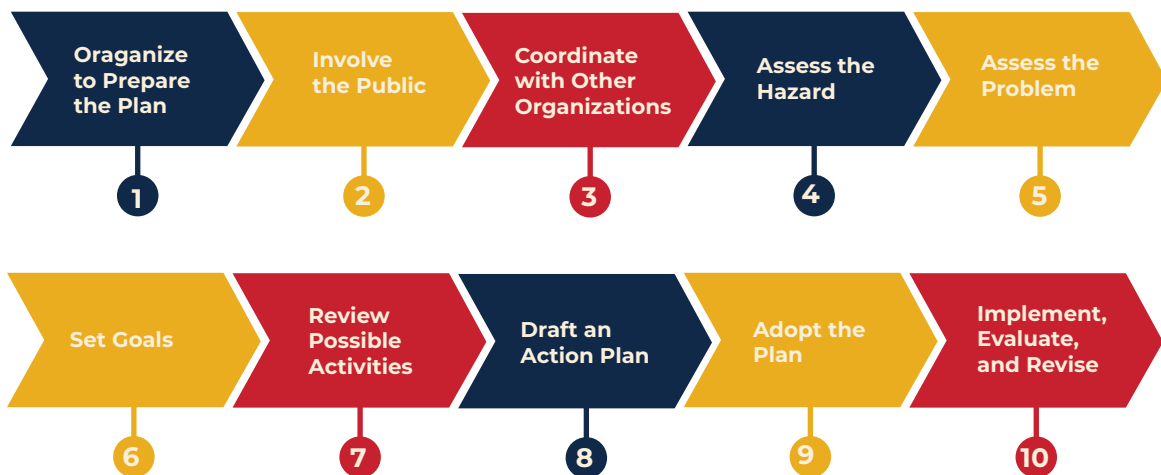 Oraganize
to Prepare
the Plan
Involve
the Public
Coordinate
with Other
Organizations
Assess the
Hazard
Assess the
Problem
1
2
3
4
5
Set Goals
Review
Possible
Activities
Draft an
Action Plan
Adopt the
Plan
Implement,
Evaluate,
and Revise
6
7
8
9
10